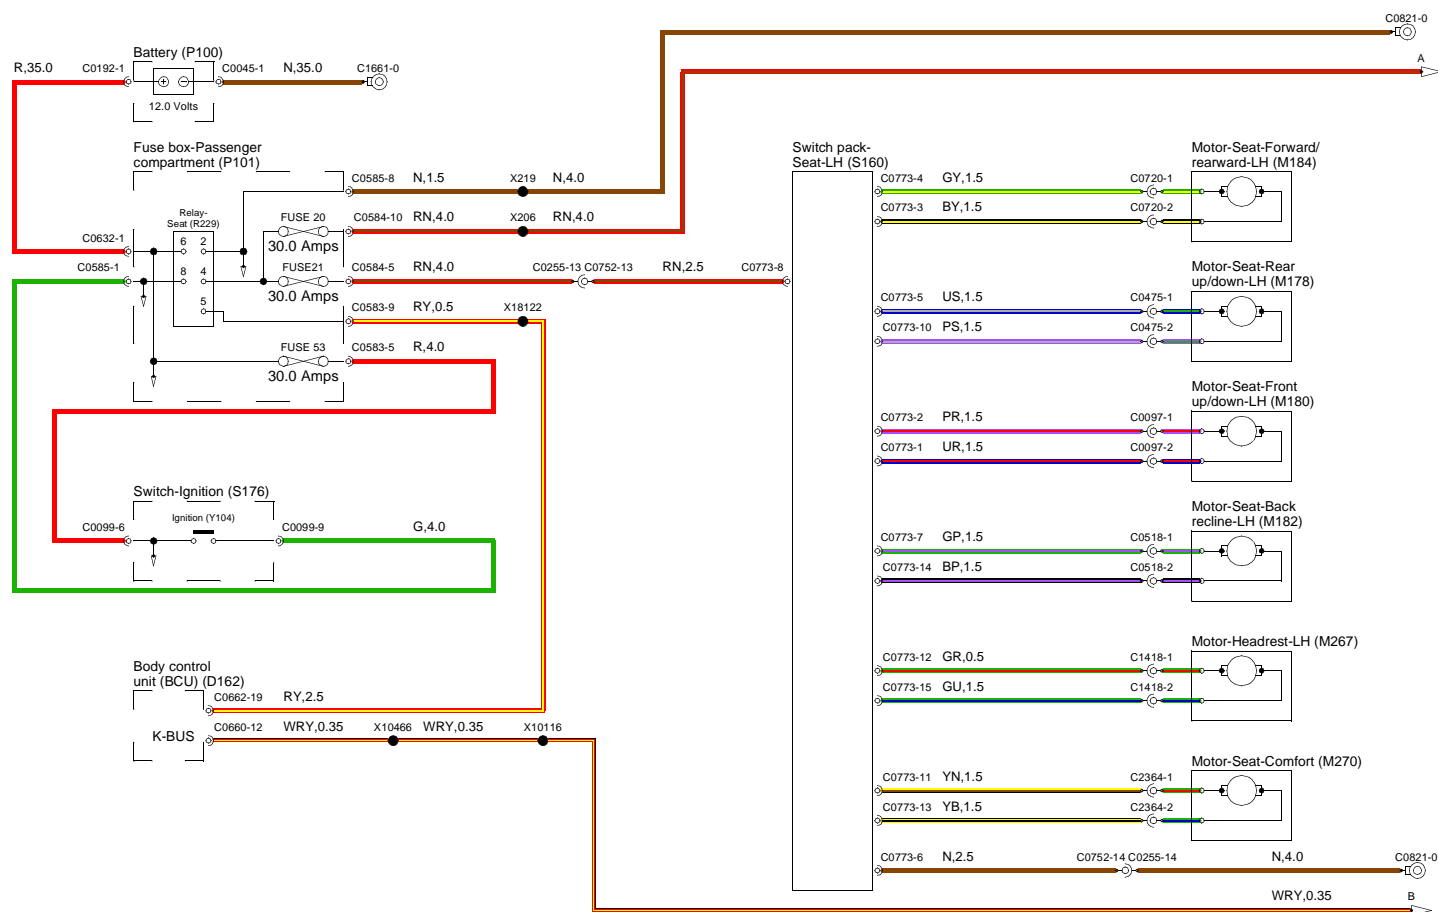 C0821-0
A
Battery (P100)
R,35.0
C0192-1
C0045-1
N,35.0
C1661-0
12.0 Volts
Fuse box-Passenger
compartment (P101)
C0585-8
N,1.5
X219
N,4.0
Relay-
Seat (R229)
FUSE 20
C0584-10
RN,4.0
X206
RN,4.0
30.0 Amps
C0632-1
6
2
C0585-1
8
4
FUSE21
C0584-5
RN,4.0
C0255-13
C0752-13
RN,2.5
C0773-8
30.0 Amps
5
C0583-9
RY,0.5
X18122
FUSE 53
C0583-5
R,4.0
30.0 Amps
Switch-Ignition (S176)
Ignition (Y104)
C0099-6
C0099-9
G,4.0
Body control
unit (BCU) (D162)
C0662-19
RY,2.5
K-BUS
C0660-12
WRY,0.35
X10466
WRY,0.35
X10116
Switch pack-
Seat-LH (S160)
Motor-Seat-Forward/
rearward-LH (M184)
C0773-4
GY,1.5
C0720-1
C0773-3
BY,1.5
C0720-2
Motor-Seat-Rear
up/down-LH (M178)
C0773-5
US,1.5
C0475-1
C0773-10
PS,1.5
C0475-2
Motor-Seat-Front
up/down-LH (M180)
C0773-2
PR,1.5
C0097-1
C0773-1
UR,1.5
C0097-2
Motor-Seat-Back
recline-LH (M182)
C0773-7
GP,1.5
C0518-1
C0773-14
BP,1.5
C0518-2
Motor-Headrest-LH (M267)
C0773-12
GR,0.5
C1418-1
C0773-15
GU,1.5
C1418-2
Motor-Seat-Comfort (M270)
C0773-11
YN,1.5
C2364-1
C0773-13
YB,1.5
C2364-2
C0773-6
N,2.5
C0752-14
C0255-14
N,4.0
C0821-0
WRY,0.35
B